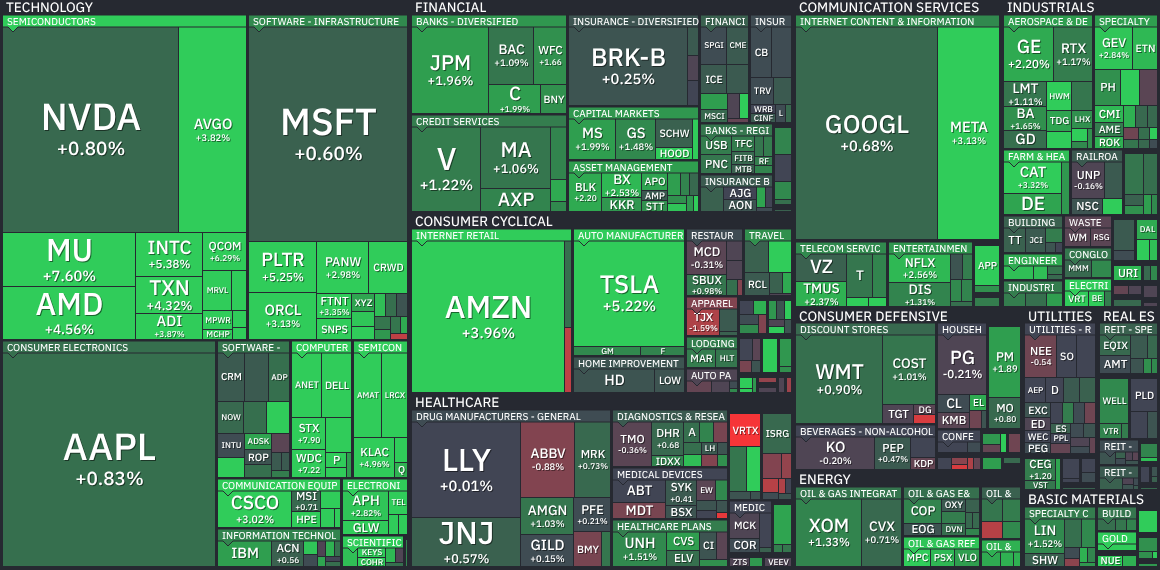 TECHNOLOGY
SEMICONDUCTORS
NVDA
+0.80%
AVGO
+3.82%
MU
+7.60%
AMD
+4.56%
INTC
+5.38%
TXN
+4.32%
ADI
+3.87%
QCOM
+6.29%
MRVL
MPWR
MCHP
SOFTWARE - INFRASTRUCTURE
MSFT
+0.60%
PLTR
+5.25%
ORCL
+3.13%
PANW
+2.98%
CRWD
FTNT
+3.35%
XYZ
SNPS
CONSUMER ELECTRONICS
AAPL
+0.83%
SOFTWARE -
CRM
ADP
NOW
INTU
ADSK
ROP
COMPUTER
ANET
DELL
STX
+7.90
WDC
+7.22
P
SEMICON
AMAT
LRCX
KLAC
+4.96%
Q
COMMUNICATION EQUIP
CSCO
+3.02%
MSI
+0.71
HPE
ELECTRONI
APH
+2.82%
TEL
GLW
INFORMATION TECHNOL
IBM
ACN
+0.56
SCIENTIFIC
KEYS
COHR
FINANCIAL
BANKS - DIVERSIFIED
JPM
+1.96%
BAC
+1.09%
WFC
+1.66
C
+1.99%
BNY
CREDIT SERVICES
V
+1.22%
MA
+1.06%
AXP
INSURANCE - DIVERSIFIED
BRK-B
+0.25%
CAPITAL MARKETS
MS
+1.99%
GS
+1.48%
SCHW
HOOD
ASSET MANAGEMENT
BLK
+2.20
BX
+2.53%
KKR
APO
AMP
STT
FINANCI
SPGI
CME
ICE
MSCI
INSUR
CB
TRV
WRB
CINF
L
BANKS - REGI
USB
TFC
PNC
FITB
RF
MTB
INSURANCE B
AJG
AON
CONSUMER CYCLICAL
INTERNET RETAIL
AMZN
+3.96%
AUTO MANUFACTURER
TSLA
+5.22%
GM
F
HOME IMPROVEMENT
HD
LOW
RESTAUR
MCD
-0.31%
SBUX
+0.98%
TRAVEL
RCL
APPAREL
TJX
-1.59%
LODGING
MAR
HLT
AUTO PA
HEALTHCARE
DRUG MANUFACTURERS - GENERAL
LLY
+0.01%
JNJ
+0.57%
ABBV
-0.88%
MRK
+0.73%
AMGN
+1.03%
PFE
+0.21%
GILD
+0.15%
BMY
DIAGNOSTICS & RESEA
TMO
-0.36%
DHR
+0.68
A
LH
IDXX
MEDICAL DEVICES
ABT
SYK
+0.41
EW
MDT
BSX
HEALTHCARE PLANS
UNH
+1.51%
CVS
ELV
CI
VRTX
ISRG
MEDIC
MCK
COR
ZTS
VEEV
COMMUNICATION SERVICES
INTERNET CONTENT & INFORMATION
GOOGL
+0.68%
META
+3.13%
TELECOM SERVIC
VZ
T
TMUS
+2.37%
ENTERTAINMEN
NFLX
+2.56%
DIS
+1.31%
APP
INDUSTRIALS
AEROSPACE & DE
GE
+2.20%
RTX
+1.17%
LMT
+1.11%
HWM
BA
+1.65%
TDG
LHX
GD
SPECIALTY
GEV
+2.84%
ETN
PH
CMI
AME
ROK
FARM & HEA
CAT
+3.32%
DE
RAILROA
UNP
-0.16%
NSC
BUILDING
TT
JCI
WASTE
WM
RSG
DAL
ENGINEER
CONGLO
MMM
URI
INDUSTRI
ELECTRI
VRT
BE
CONSUMER DEFENSIVE
DISCOUNT STORES
WMT
+0.90%
COST
+1.01%
TGT
DG
HOUSEH
PG
-0.21%
CL
EL
KMB
PM
+1.89
MO
+0.80
BEVERAGES - NON-ALCOHOL
KO
-0.20%
PEP
+0.47%
KDP
CONFE
UTILITIES
UTILITIES - R
NEE
-0.54
SO
AEP
D
EXC
ED
WEC
ES
PEG
PPL
CEG
+1.20
VST
REAL ES
REIT - SPE
EQIX
AMT
WELL
PLD
VTR
REIT -
REIT -
ENERGY
OIL & GAS INTEGRAT
XOM
+1.33%
CVX
+0.71%
OIL & GAS E&
COP
OXY
EOG
DVN
OIL &
OIL & GAS REF
MPC
PSX
VLO
OIL &
BASIC MATERIALS
SPECIALTY C
LIN
+1.52%
SHW
BUILD
GOLD
NUE